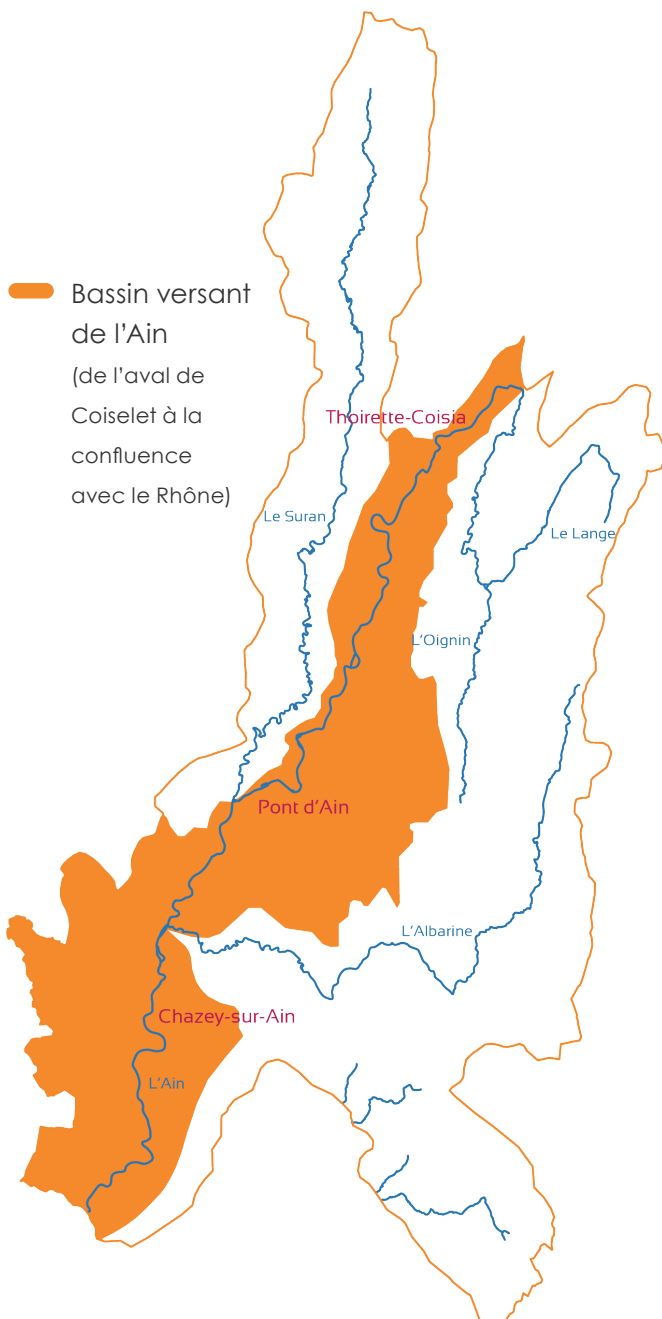 Bassin versant
de l'Ain
(de l'aval de
Coiselet à la
confluence
avec le Rhône)
Thoirette-Coisia
Le Suran
Le Lange
L'Oignin
Pont d'Ain
L'Albarine
Chazey-sur-Ain
L'Ain